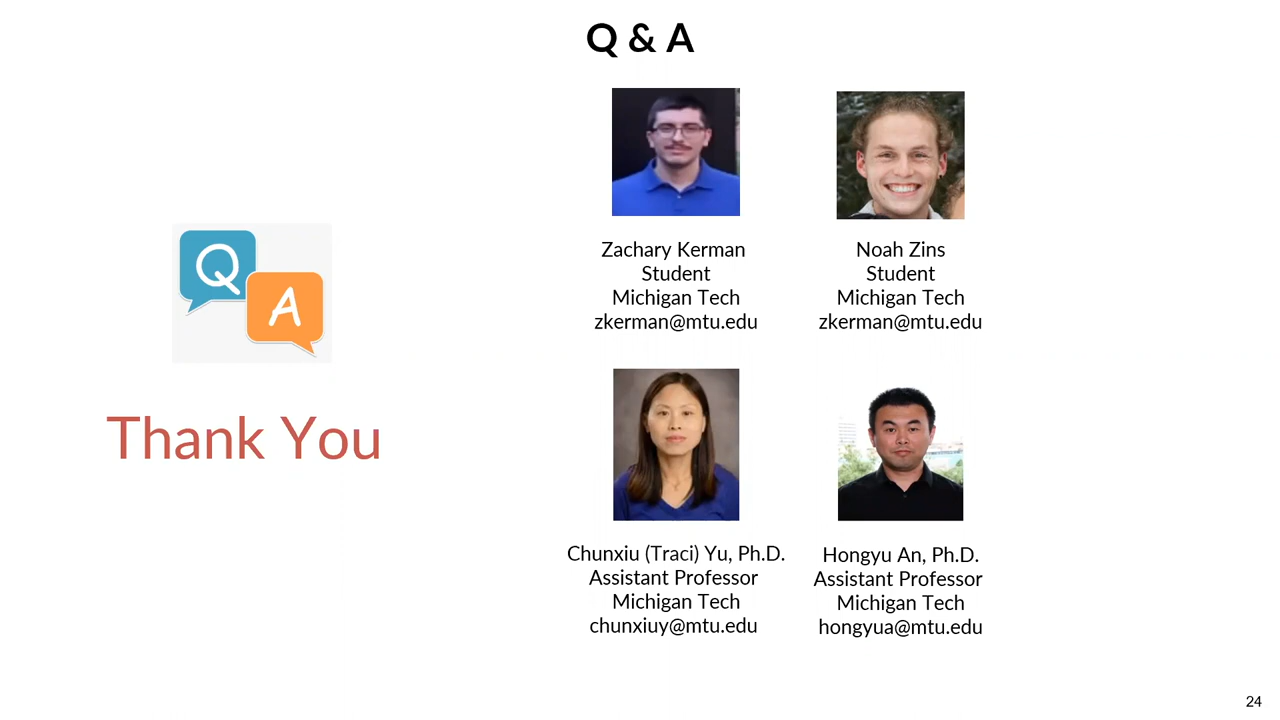 Q & A
Q
A
Thank You
Zachary Kerman
Student
Michigan Tech
zkerman@mtu.edu
Noah Zins
Student
Michigan Tech
zkerman@mtu.edu
Chunxiu (Traci) Yu, Ph.D.
Assistant Professor
Michigan Tech
chunxiuy@mtu.edu
Hongyu An, Ph.D.
Assistant Professor
Michigan Tech
hongyua@mtu.edu
24